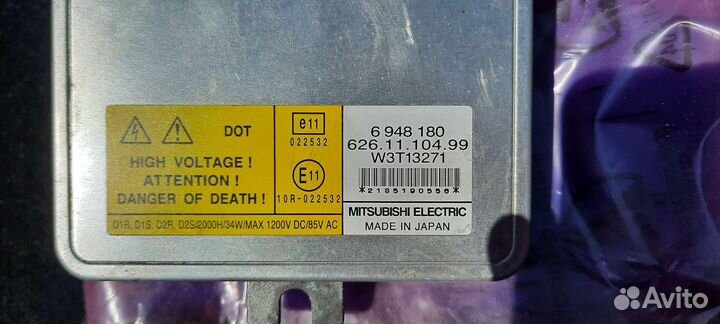 DOT
HIGH VOLTAGE !
ATTENTION !
DANGER OF DEATH !
e11
022532
E11
10R-022532
D1R, D1S, D2R, D2S/2000H/34W/MAX 1200V DC/85V AC
6 948 180
626.11.104.99
W3T13271
*2185190556*
MITSUBISHI ELECTRIC
MADE IN JAPAN
Avito